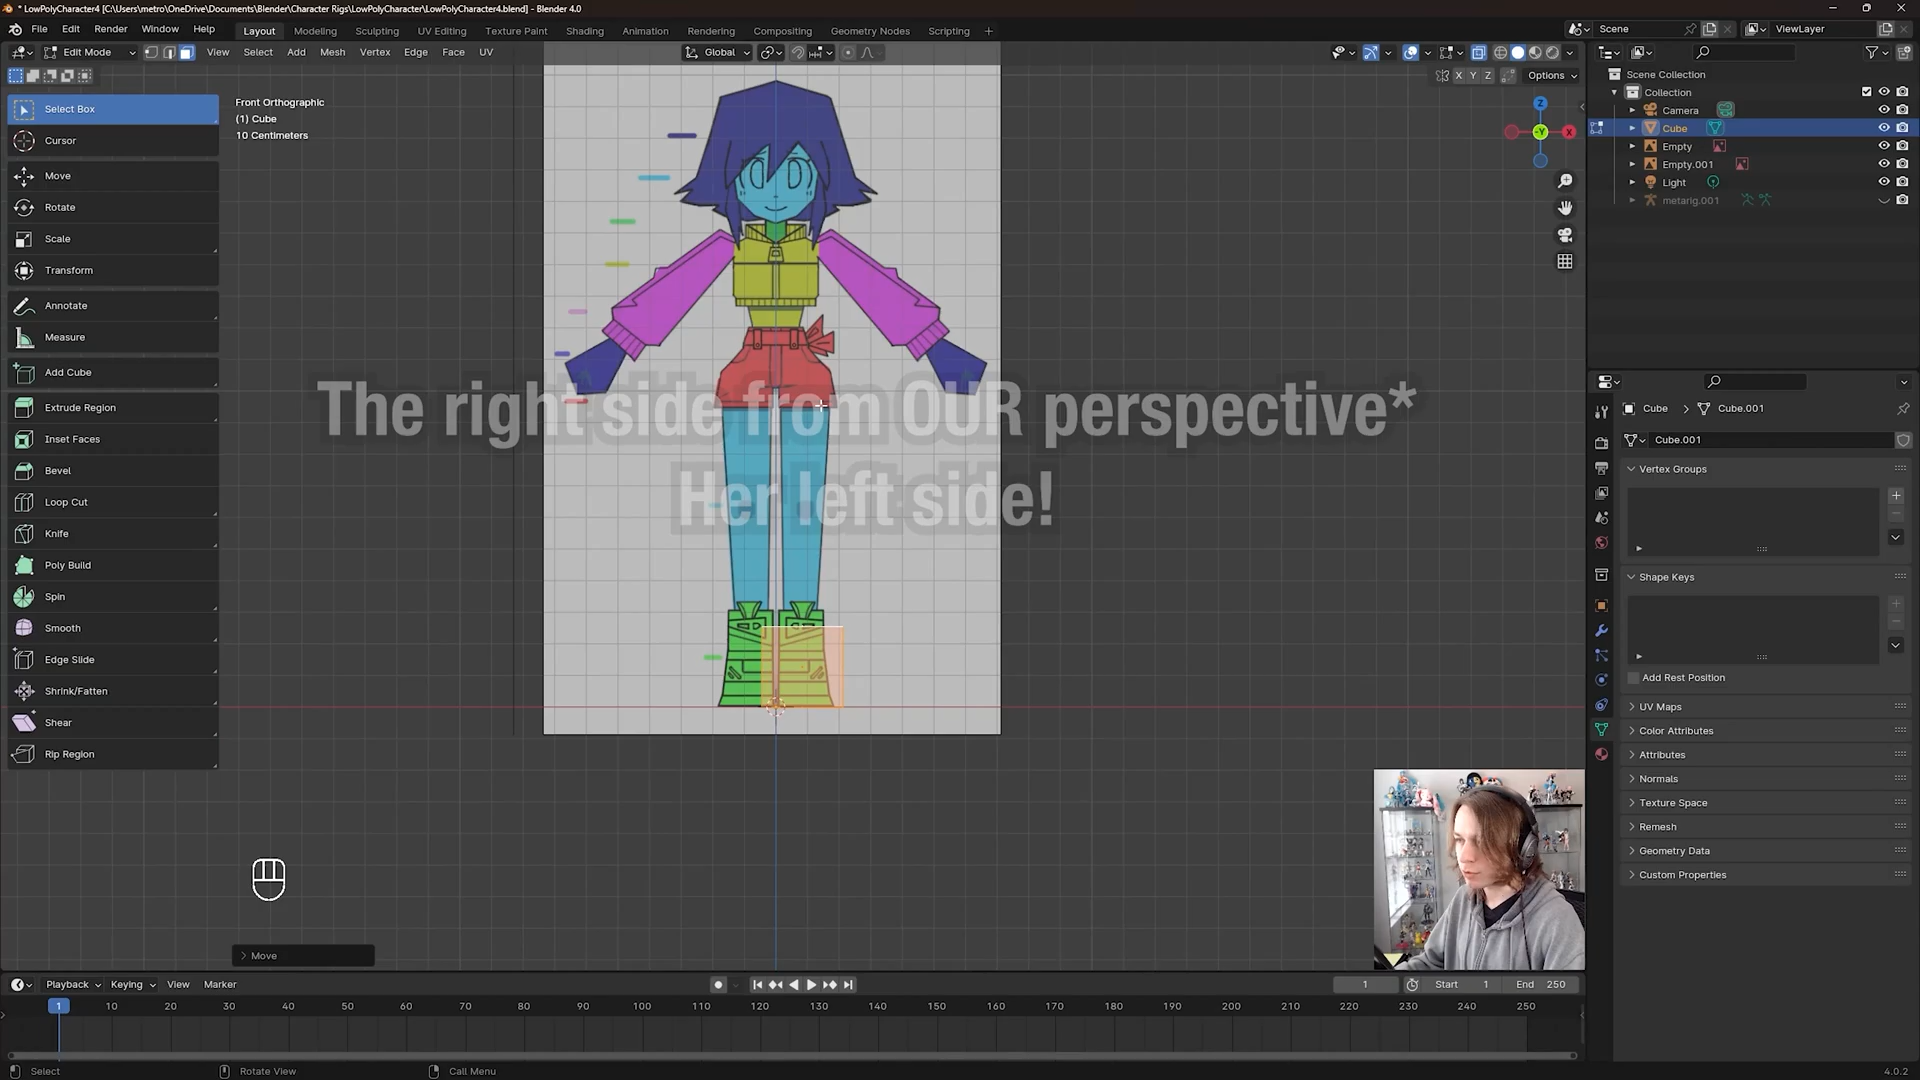 * LowPolyCharacter4 [C:\Users\metro\OneDrive\Documents\Blender\Character Rigs\LowPolyCharacter\LowPolyCharacter4.blend] - Blender 4.0
File Edit Render Window Help Layout Modeling Sculpting UV Editing Texture Paint Shading Animation Rendering Compositing Geometry Nodes Scripting + Scene ViewLayer
Edit Mode View Select Add Mesh Vertex Edge Face UV Global
X Y Z Options
Select Box
Cursor
Move
Rotate
Scale
Transform
Annotate
Measure
Add Cube
Extrude Region
Inset Faces
Bevel
Loop Cut
Knife
Poly Build
Spin
Smooth
Edge Slide
Shrink/Fatten
Shear
Rip Region
Front Orthographic
(1) Cube
10 Centimeters
Z
-Y X
The right side from OUR perspective*
Her left side!
Move
Scene Collection
Collection
Camera
Cube
Empty
Empty.001
Light
metarig.001
Cube > Cube.001
Cube.001
Vertex Groups
Shape Keys
Add Rest Position
UV Maps
Color Attributes
Attributes
Normals
Texture Space
Remesh
Geometry Data
Custom Properties
Playback Keying View Marker 1 Start 1 End 250
1 10 20 30 40 50 60 70 80 90 100 110 120 130 140 150 160 170 180 190 200 210 220 230 240 250
Select Rotate View Call Menu 4.0.2